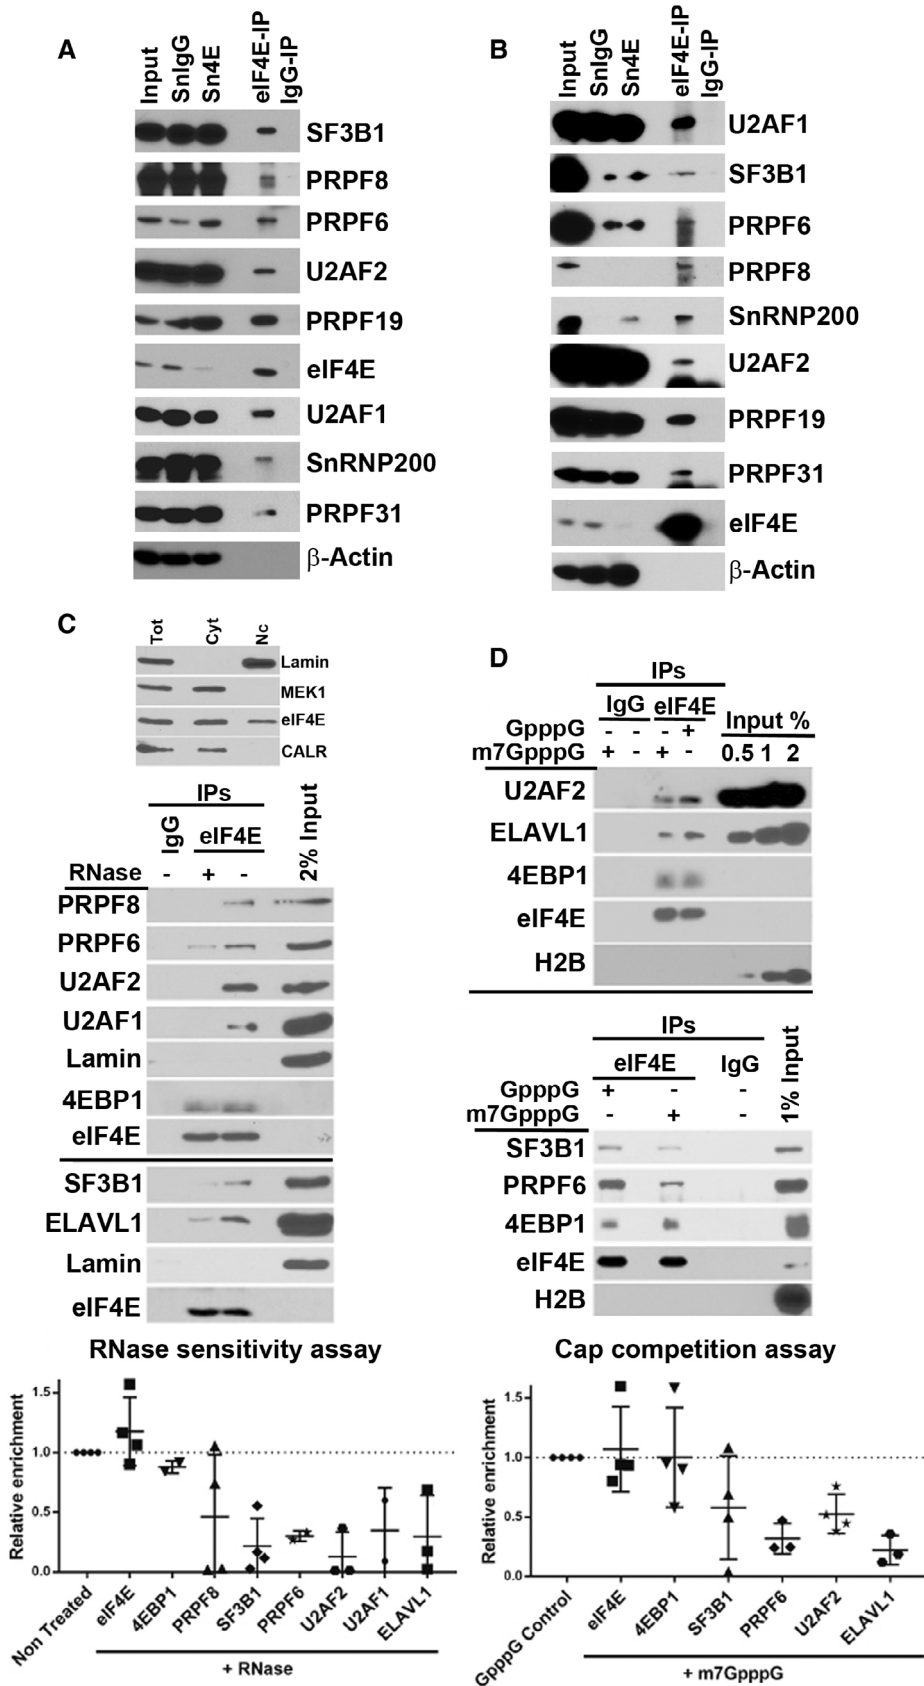 A
Input
SnIgG
Sn4E
eIF4E-IP
IgG-IP
SF3B1
PRPF8
PRPF6
U2AF2
PRPF19
eIF4E
U2AF1
SnRNP200
PRPF31
β-Actin
B
Input
SnIgG
Sn4E
eIF4E-IP
IgG-IP
U2AF1
SF3B1
PRPF6
PRPF8
SnRNP200
U2AF2
PRPF19
PRPF31
eIF4E
β-Actin
C
Tot
Cyt
Nc
Lamin
MEK1
eIF4E
CALR
IPs
IgG
eIF4E
2% Input
RNase - + -
PRPF8
PRPF6
U2AF2
U2AF1
Lamin
4EBP1
eIF4E
SF3B1
ELAVL1
Lamin
eIF4E
RNase sensitivity assay
Relative enrichment
1.5
1.0
0.5
0.0
Non Treated
eIF4E
4EBP1
PRPF8
SF3B1
PRPF6
U2AF2
U2AF1
ELAVL1
+ RNase
D
IPs
IgG eIF4E
Input %
GpppG - - - +
m7GpppG + - + - 0.5 1 2
U2AF2
ELAVL1
4EBP1
eIF4E
H2B
IPs
eIF4E IgG
1% Input
GpppG + - -
m7GpppG - + -
SF3B1
PRPF6
4EBP1
eIF4E
H2B
Cap competition assay
Relative enrichment
1.5
1.0
0.5
0.0
GpppG Control
eIF4E
4EBP1
SF3B1
PRPF6
U2AF2
ELAVL1
+ m7GpppG